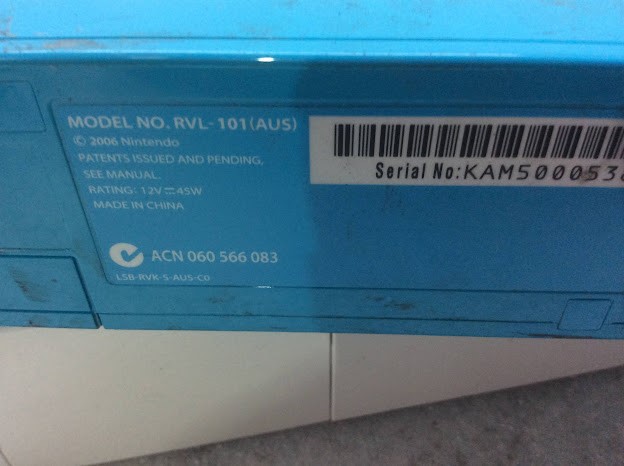 MODEL NO. RVL-101(AUS)
© 2006 Nintendo
PATENTS ISSUED AND PENDING,
SEE MANUAL.
RATING: 12V⎓45W
MADE IN CHINA
ACN 060 566 083
LSB-RVK-S-AUS-C0
Serial No:KAM5000053